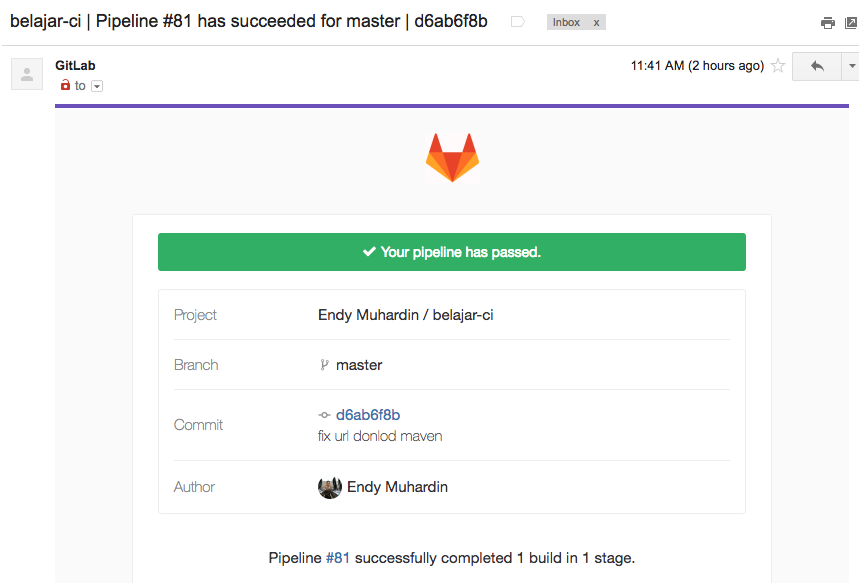 belajar-ci | Pipeline #81 has succeeded for master | d6ab6f8b
Inbox x
GitLab
11:41 AM (2 hours ago)
to
Your pipeline has passed.
Project Endy Muhardin / belajar-ci
Branch master
Commit d6ab6f8b
fix url donlod maven
Author Endy Muhardin
Pipeline #81 successfully completed 1 build in 1 stage.